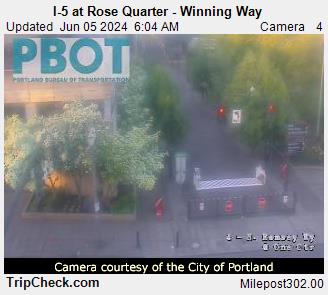 I-5 at Rose Quarter - Winning Way
Updated Jun 05 2024 6:04 AM Camera 4
PBOT
PORTLAND BUREAU OF TRANSPORTATION
Camera courtesy of the City of Portland
TripCheck.com Milepost302.00